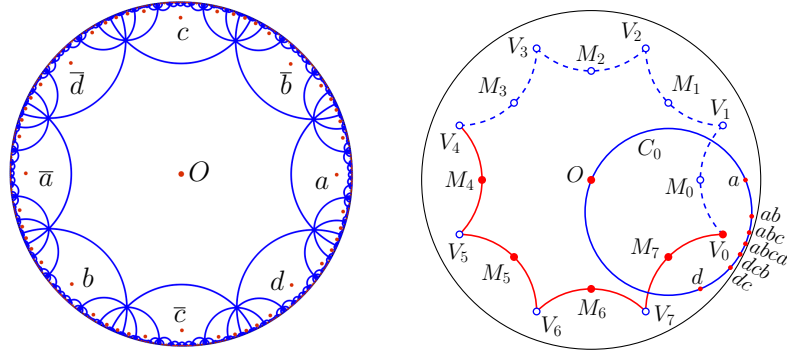 c
d̅
b̅
a̅
O
a
b
d
c̅
V₃
V₂
M₂
M₃
M₁
V₄
V₁
C₀
O
M₄
M₀
a
ab
abc
abcd
dcb
dc
V₅
M₅
M₇
V₀
d
M₆
V₆
V₇